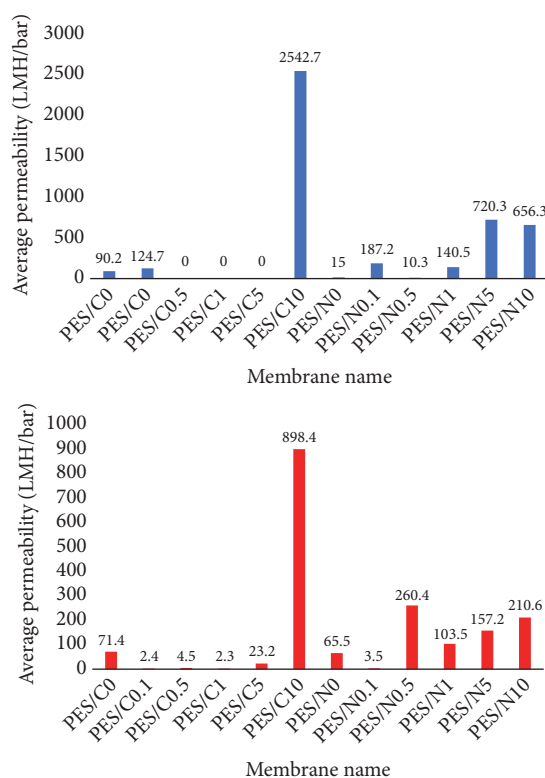 Average permeability (LMH/bar)
3000
2500
2000
1500
1000
500
0
90.2
124.7
0
0
0
2542.7
15
187.2
10.3
140.5
720.3
656.3
PES/C0
PES/C0
PES/C0.5
PES/C1
PES/C5
PES/C10
PES/N0
PES/N0.1
PES/N0.5
PES/N1
PES/N5
PES/N10
Membrane name
Average permeability (LMH/bar)
1000
900
800
700
600
500
400
300
200
100
0
71.4
2.4
4.5
2.3
23.2
898.4
65.5
3.5
260.4
103.5
157.2
210.6
PES/C0
PES/C0.1
PES/C0.5
PES/C1
PES/C5
PES/C10
PES/N0
PES/N0.1
PES/N0.5
PES/N1
PES/N5
PES/N10
Membrane name